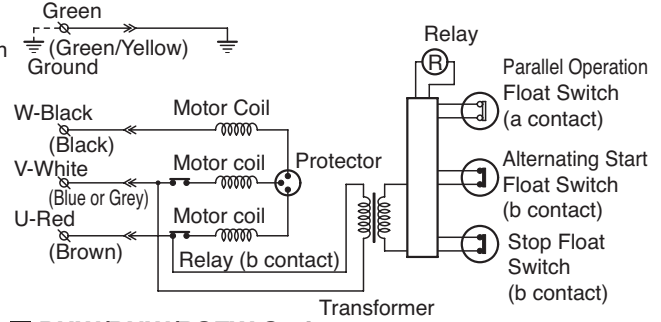 Green
(Green/Yellow)
Ground
W-Black
(Black)
V-White
(Blue or Grey)
U-Red
(Brown)
Motor Coil
Motor coil
Motor coil
Protector
Relay (b contact)
Transformer
Relay
R
Parallel Operation
Float Switch
(a contact)
Alternating Start
Float Switch
(b contact)
Stop Float
Switch
(b contact)